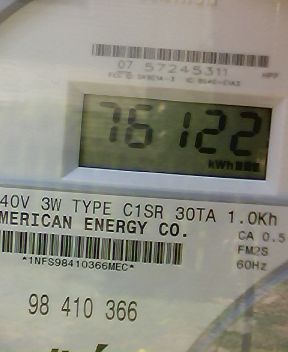 07 57245311
76122
kWh
40V 3W TYPE C1SR 30TA 1.0Kh
MERICAN ENERGY CO.
CA 0.5
FM2S
*1NFS98410366MEC*
60Hz
98 410 366